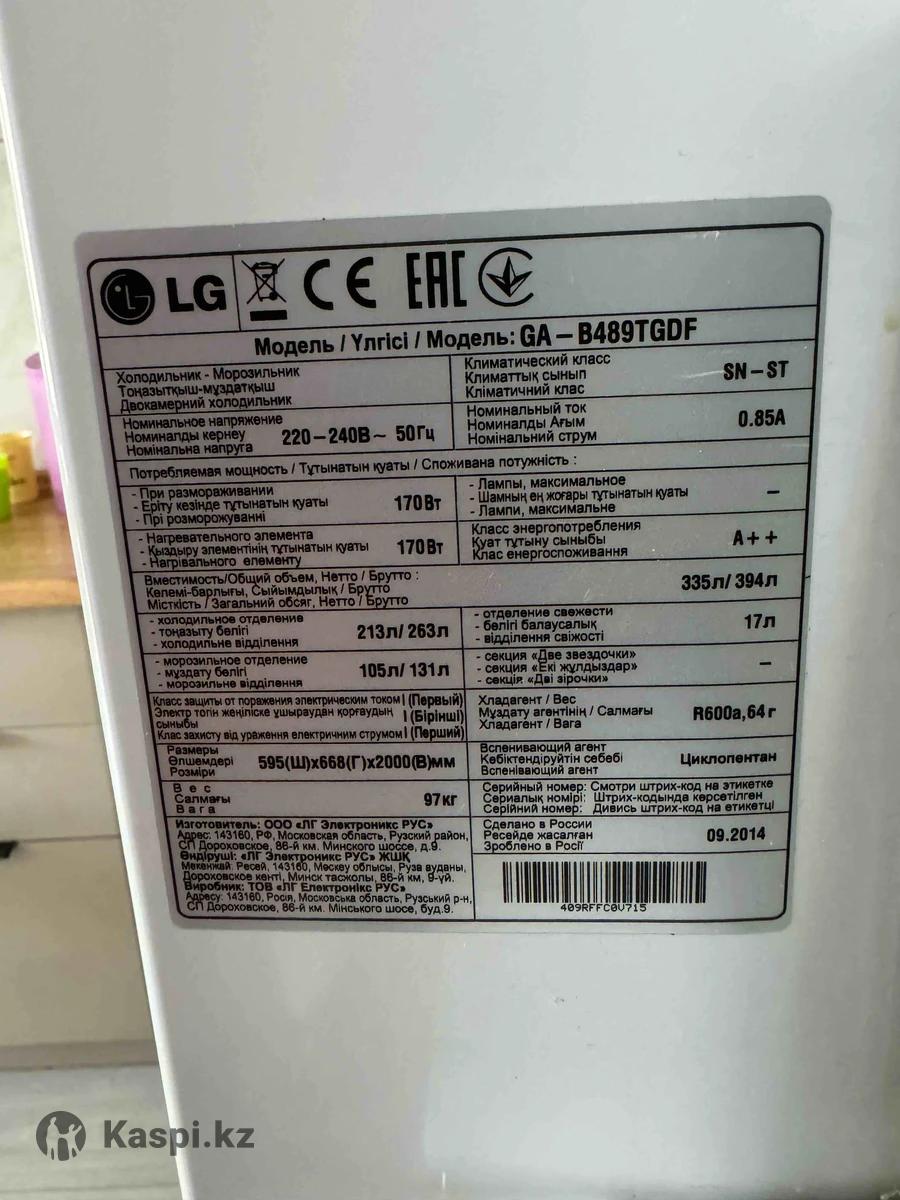 LG CE EAC
Модель / Үлгісі / Модель: GA – B489TGDF
Холодильник - Морозильник
Тоңазытқыш-мұздатқыш
Двокамерний холодильник
Климатический класс
Климаттық сынып
Кліматичний клас
SN – ST
Номинальное напряжение
Номиналды кернеу
Номінальна напруга
220 – 240В ~ 50Гц
Номинальный ток
Номиналды Ағым
Номінальний струм
0.85А
Потребляемая мощность / Тұтынатын қуаты / Споживана потужність :
- При размораживании
- Еріту кезінде тұтынатын қуаты
- Прі розморожуванні
170Вт
- Лампы, максимальное
- Шамның ең жоғары тұтынатын қуаты
- Лампи, максимальне
–
- Нагревательного элемента
- Қыздыру элементінің тұтынатын қуаты
- Нагрівального елементу
170Вт
Класс энергопотребления
Қуат тұтыну сыныбы
Клас енергоспоживання
A + +
Вместимость/Общий объем, Нетто / Брутто :
Көлемі-барлығы, Сыйымдылық / Брутто
Місткість / Загальний обсяг, Нетто / Брутто
335л/ 394л
- холодильное отделение
- тоңазыту бөлігі
- холодильне відділення
213л/ 263л
- отделение свежести
- бөлігі балаусалық
- відділення свіжості
17л
- морозильное отделение
- мұздату бөлігі
- морозильне відділення
105л/ 131л
- секция «Две звездочки»
- секция «Екі жұлдыздар»
- секція «Дві зірочки»
–
Класс защиты от поражения электрическим током I (Первый)
Электр тогін жеңіліске ұшыраудан қорғаудың сыныбы I (Бірінші)
Клас захисту від ураження електричним струмом I (Перший)
Хладагент / Вес
Мұздату агентінің / Салмағы
Хладагент / Вага
R600a, 64 г
Размеры
Өлшемдері
Розміри
595(Ш)x668(Г)x2000(В)мм
Вспенивающий агент
Көбіктендіруйтін себебі
Вспенівающий агент
Циклопентан
Вес
Салмағы
Вага
97кг
Серийный номер: Смотри штрих-код на этикетке
Сериалық нөмірі: Штрих-кодында көрсетілген
Серійний номер: Дивись штрих-код на етикетці
Изготовитель: ООО «ЛГ Электроникс РУС»
Адрес: 143160, РФ, Московская область, Рузский район,
СП Дороховское, 86-й км. Минского шоссе, д.9.
Өндіруші: «ЛГ Электроникс РУС» ЖШҚ
Мекенжай: Ресей, 143160, Мәскеу облысы, Руза ауданы,
Дороховское кенті, Минск тасжолы, 86-й км, 9-үй.
Виробник: ТОВ «ЛГ Електронікс РУС»
Адреса: 143160, Росія, Московська область, Рузський р-н,
СП Дороховское, 86-й км. Мінського шосе, буд.9.
Сделано в России
Ресейде жасалған
Зроблено в Росії
09.2014
409RFFC0V715
Kaspi.kz